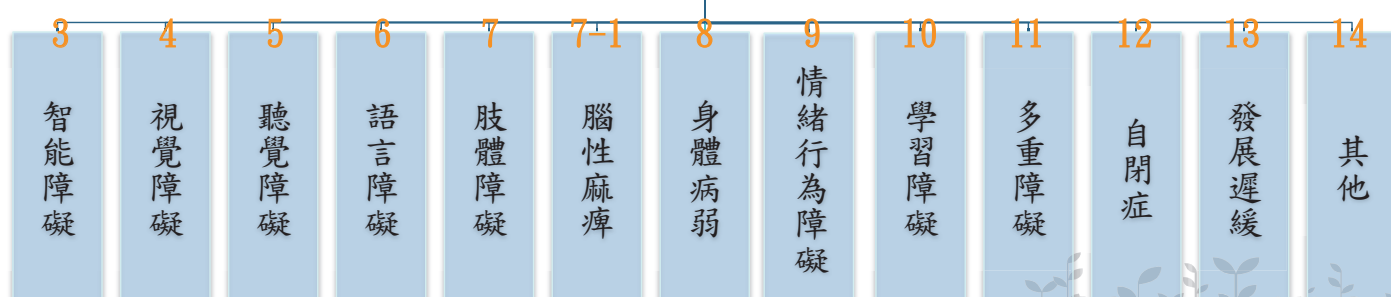 3
智能障礙
4
視覺障礙
5
聽覺障礙
6
語言障礙
7
肢體障礙
7-1
腦性麻痺
8
身體病弱
9
情緒行為障礙
10
學習障礙
11
多重障礙
12
自閉症
13
發展遲緩
14
其他